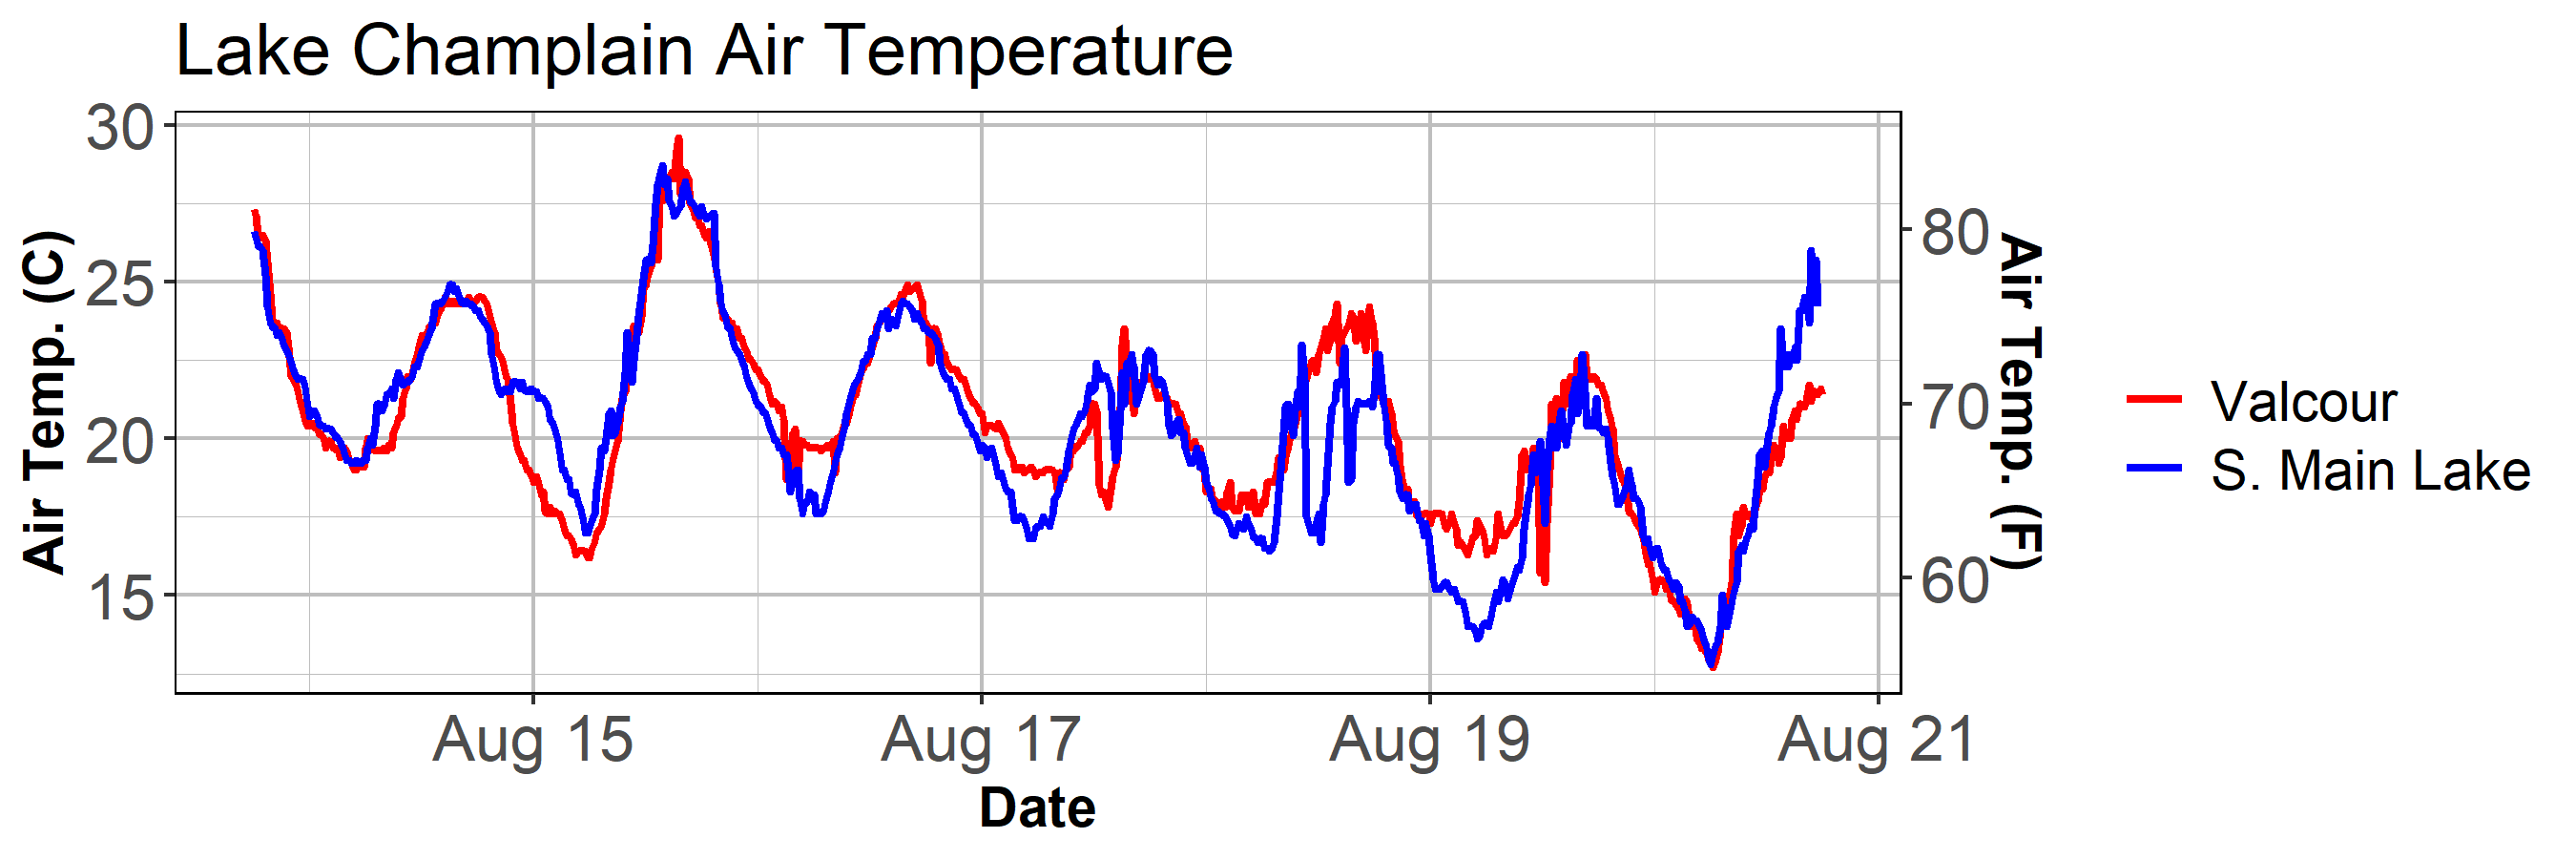 Lake Champlain Air Temperature
Air Temp. (C)
30
25
20
15
80
70
60
Air Temp. (F)
Aug 15
Aug 17
Aug 19
Aug 21
Date
Valcour
S. Main Lake